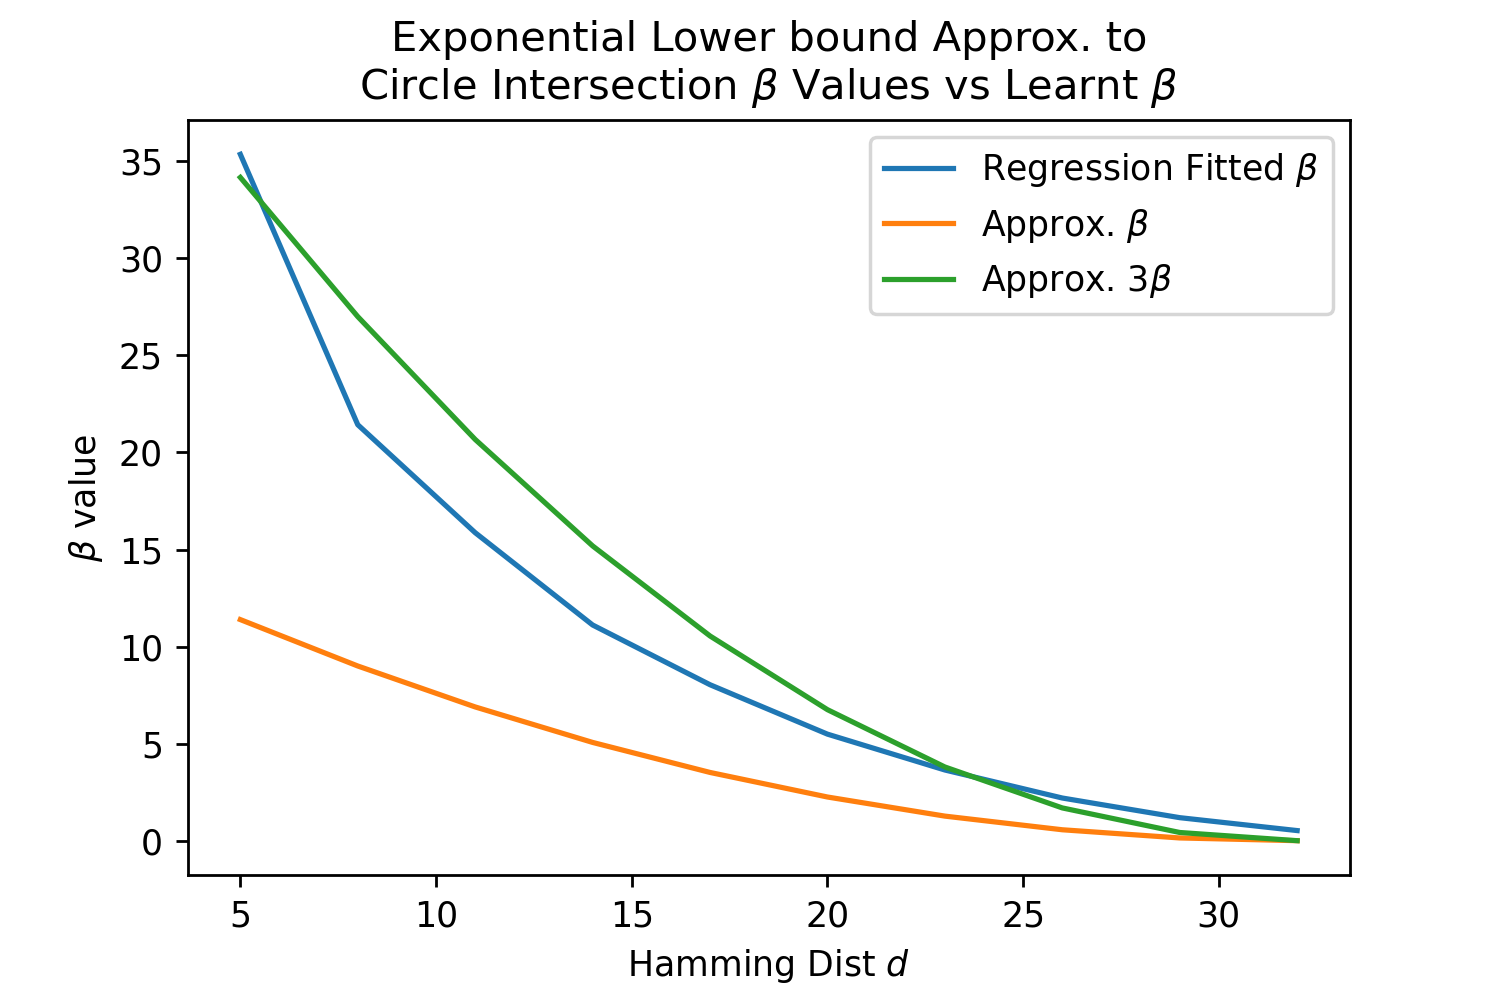 Exponential Lower bound Approx. to
Circle Intersection β Values vs Learnt β
Regression Fitted β
Approx. β
Approx. 3β
β value
35
30
25
20
15
10
5
0
5 10 15 20 25 30
Hamming Dist d